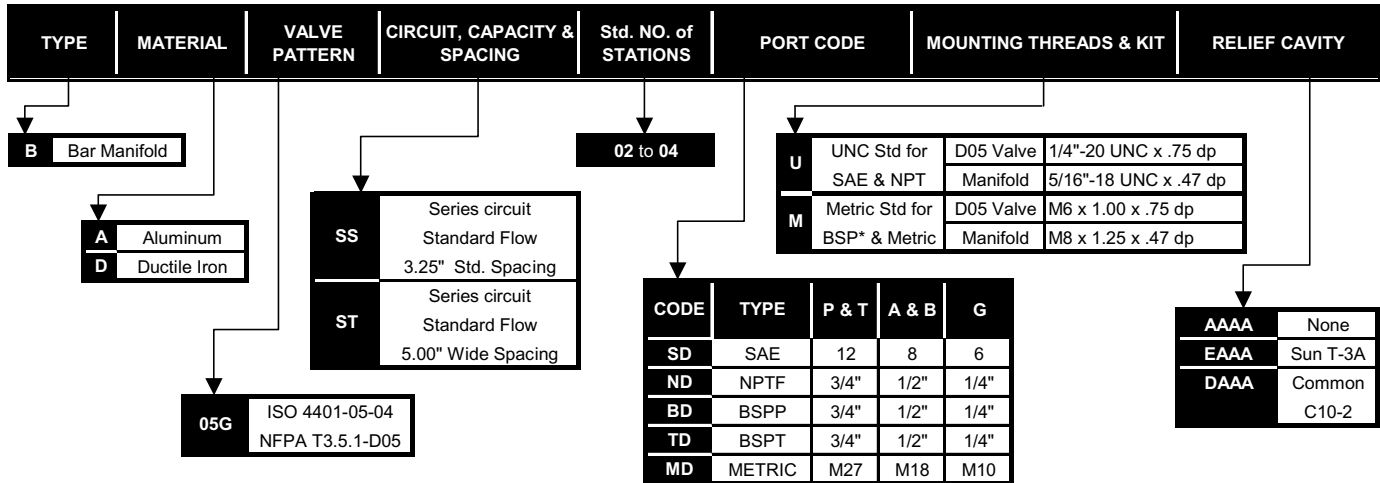 TYPE
MATERIAL
VALVE
PATTERN
CIRCUIT, CAPACITY &
SPACING
Std. NO. of
STATIONS
PORT CODE
MOUNTING THREADS & KIT
RELIEF CAVITY
B Bar Manifold
A Aluminum
D Ductile Iron
05G
ISO 4401-05-04
NFPA T3.5.1-D05
SS
Series circuit
Standard Flow
3.25" Std. Spacing
ST
Series circuit
Standard Flow
5.00" Wide Spacing
02 to 04
CODE TYPE P & T A & B G
SD SAE 12 8 6
ND NPTF 3/4" 1/2" 1/4"
BD BSPP 3/4" 1/2" 1/4"
TD BSPT 3/4" 1/2" 1/4"
MD METRIC M27 M18 M10
U
UNC Std for D05 Valve 1/4"-20 UNC x .75 dp
SAE & NPT Manifold 5/16"-18 UNC x .47 dp
M
Metric Std for D05 Valve M6 x 1.00 x .75 dp
BSP* & Metric Manifold M8 x 1.25 x .47 dp
AAAA None
EAAA Sun T-3A
DAAA Common
C10-2